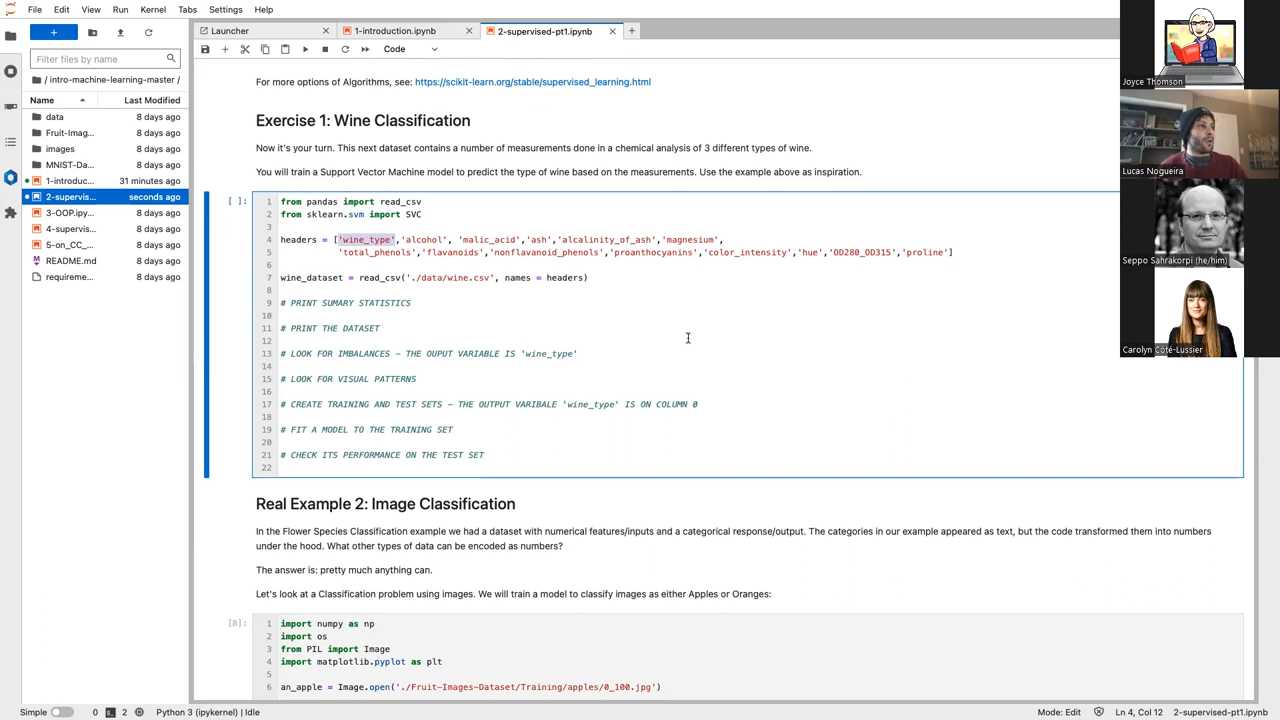 File Edit View Run Kernel Tabs Settings Help
Launcher
1-introduction.ipynb
2-supervised-pt1.ipynb
Code
Filter files by name
/ intro-machine-learning-master /
Name Last Modified
data 8 days ago
Fruit-Imag... 8 days ago
images 8 days ago
MNIST-Da... 8 days ago
1-introduc... 31 minutes ago
2-supervis... seconds ago
3-OOP.ipy... 8 days ago
4-supervis... 8 days ago
5-on_CC_... 8 days ago
README.md 8 days ago
requireme... 8 days ago
For more options of Algorithms, see: https://scikit-learn.org/stable/supervised_learning.html
Exercise 1: Wine Classification
Now it's your turn. This next dataset contains a number of measurements done in a chemical analysis of 3 different types of wine.
You will train a Support Vector Machine model to predict the type of wine based on the measurements. Use the example above as inspiration.
[ ]:
1 from pandas import read_csv
2 from sklearn.svm import SVC
3
4 headers = ['wine_type','alcohol', 'malic_acid','ash','alcalinity_of_ash','magnesium',
5 'total_phenols','flavanoids','nonflavanoid_phenols','proanthocyanins','color_intensity','hue','OD280_OD315','proline']
6
7 wine_dataset = read_csv('./data/wine.csv', names = headers)
8
9 # PRINT SUMARY STATISTICS
10
11 # PRINT THE DATASET
12
13 # LOOK FOR IMBALANCES - THE OUPUT VARIABLE IS 'wine_type'
14
15 # LOOK FOR VISUAL PATTERNS
16
17 # CREATE TRAINING AND TEST SETS - THE OUTPUT VARIBALE 'wine_type' IS ON COLUMN 0
18
19 # FIT A MODEL TO THE TRAINING SET
20
21 # CHECK ITS PERFORMANCE ON THE TEST SET
22
Real Example 2: Image Classification
In the Flower Species Classification example we had a dataset with numerical features/inputs and a categorical response/output. The categories in our example appeared as text, but the code transformed them into numbers
under the hood. What other types of data can be encoded as numbers?
The answer is: pretty much anything can.
Let's look at a Classification problem using images. We will train a model to classify images as either Apples or Oranges:
[8]:
1 import numpy as np
2 import os
3 from PIL import Image
4 import matplotlib.pyplot as plt
5
6 an_apple = Image.open('./Fruit-Images-Dataset/Training/apples/0_100.jpg')
Joyce Thomson
Lucas Nogueira
Seppo Sahrakorpi (he/him)
Carolyn Côté-Lussier
Simple 0 2 Python 3 (ipykernel) | Idle Mode: Edit Ln 4, Col 12 2-supervised-pt1.ipynb